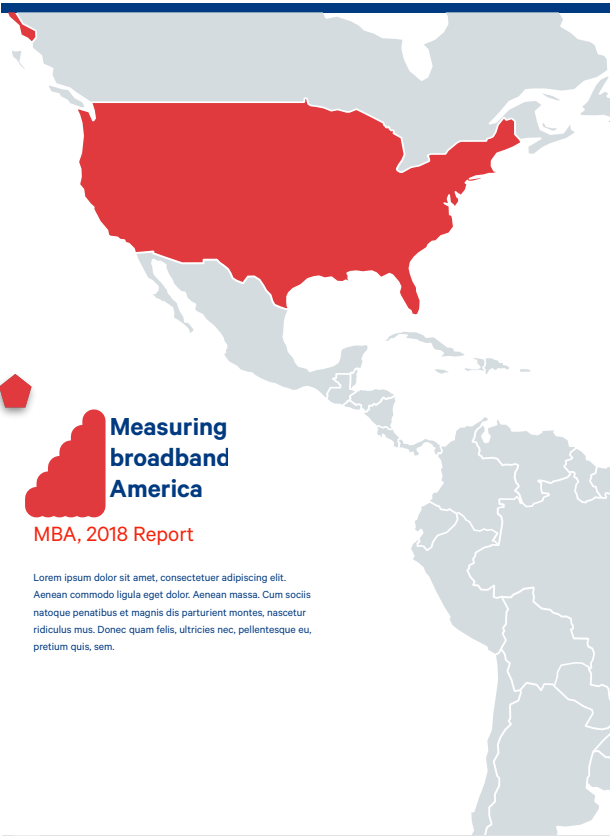 Measuring
broadband
America
MBA, 2018 Report
Lorem ipsum dolor sit amet, consectetuer adipiscing elit.
Aenean commodo ligula eget dolor. Aenean massa. Cum sociis
natoque penatibus et magnis dis parturient montes, nascetur
ridiculus mus. Donec quam felis, ultricies nec, pellentesque eu,
pretium quis, sem.